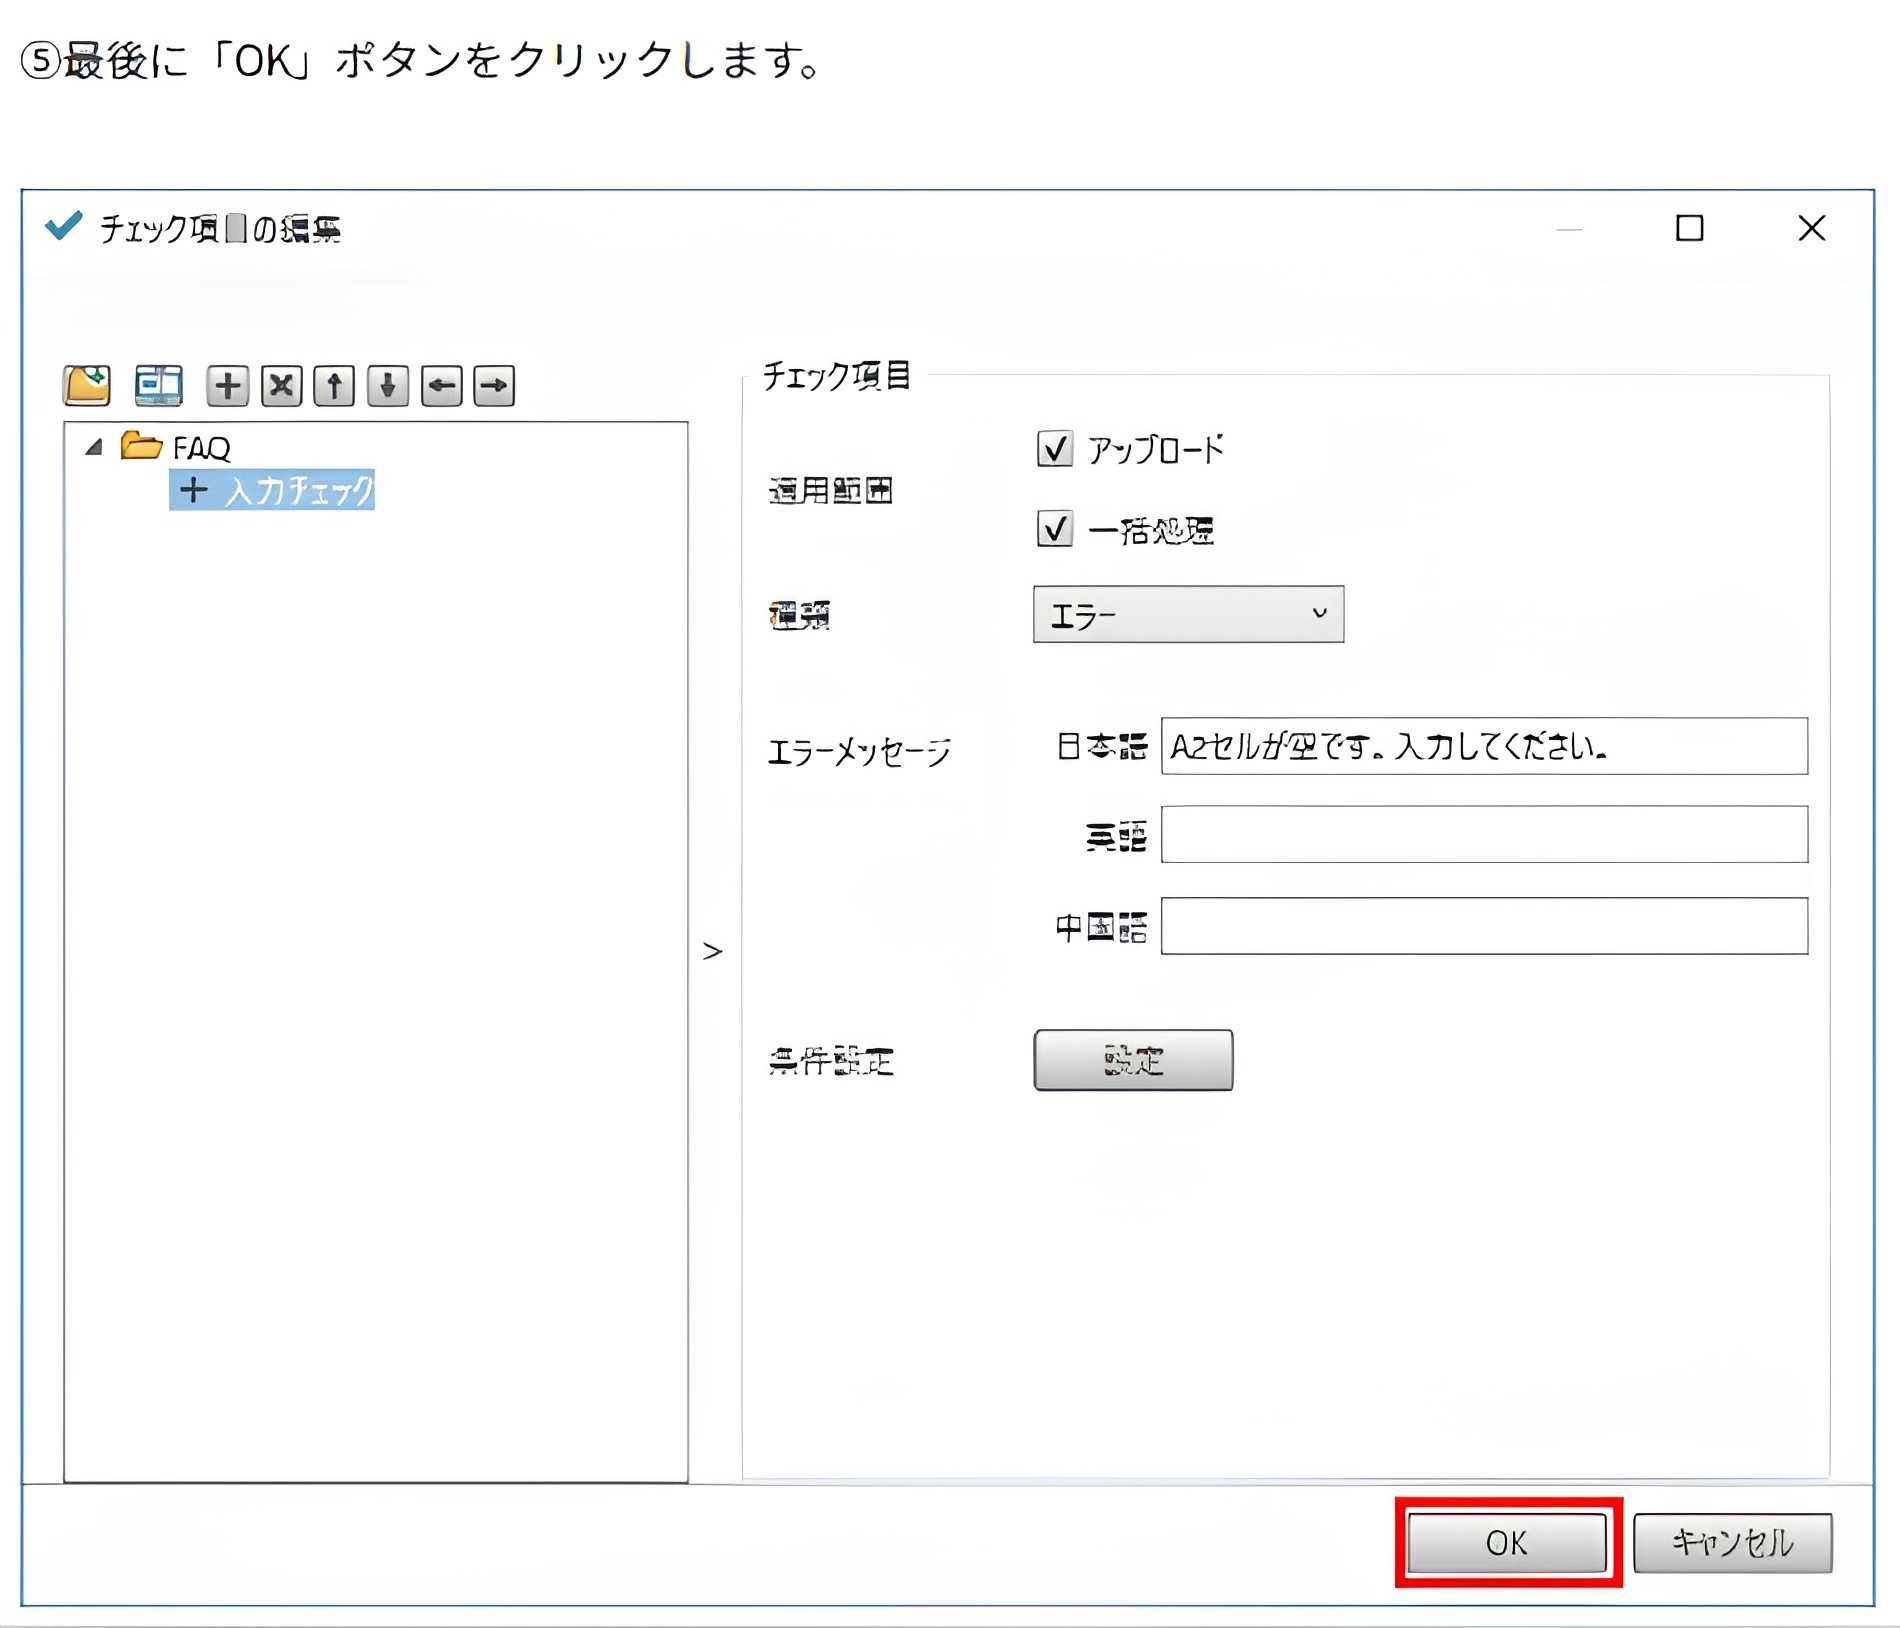 ⑤最後に「OK」ボタンをクリックします。
チェック項目の編集
チェック項目
FAQ
入力チェック
適用範囲
アップロード
一括処理
種類
エラー
エラーメッセージ
日本語 A2セルが空です。入力してください。
英語
中国語
>
条件設定
設定
OK
キャンセル